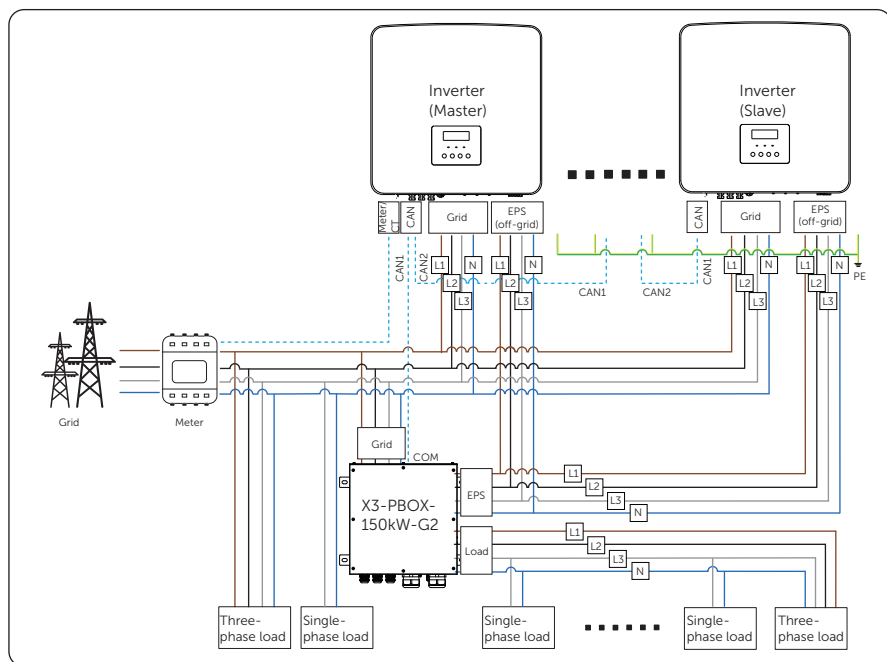 Inverter
(Master)
Inverter
(Slave)
Meter/
CT
CAN
Grid
EPS
(off-grid)
CAN
Grid
EPS
(off-grid)
CAN1
CAN2
L1
L2
L3
N
L1
L2
L3
N
CAN1
CAN2
CAN1
L1
L2
L3
N
L1
L2
L3
N
PE
Grid
Meter
Grid
COM
X3-PBOX-
150kW-G2
EPS
L1
L2
L3
N
Load
L1
L2
L3
N
Three-
phase load
Single-
phase load
Single-
phase load
Single-
phase load
Three-
phase load